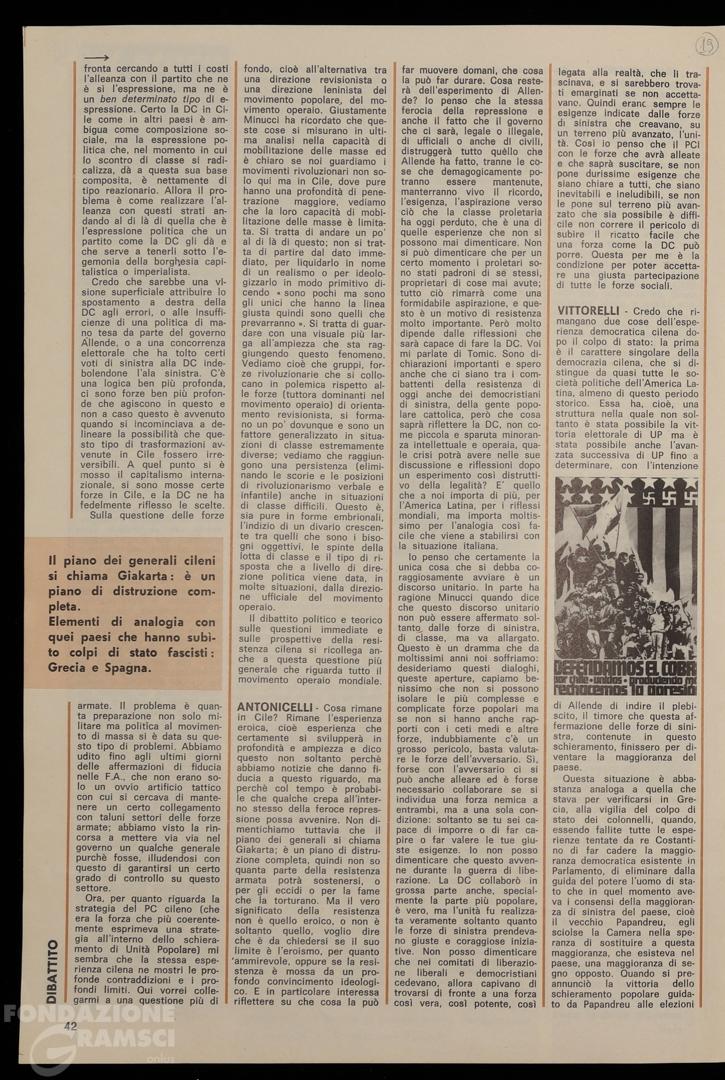 19
fronta cercando a tutti i costi
l'alleanza con il partito che ne
è si l'espressione, ma ne è
un ben determinato tipo di e-
spressione. Certo la DC in Ci-
le come in altri paesi è am-
bigua come composizione so-
ciale, ma la espressione po-
litica che, nel momento in cui
lo scontro di classe si radi-
calizza, dà a questa sua base
composita, è nettamente di
tipo reazionario. Allora il pro-
blema è come realizzare l'al-
leanza con questi strati an-
dando al di là di quella che è
l'espressione politica che un
partito come la DC gli dà e
che serve a tenerli sotto l'e-
gemonia della borghesia capi-
talistica o imperialista.
Credo che sarebbe una vi-
sione superficiale attribuire lo
spostamento a destra della
DC agli errori, o alle insuffi-
cienze di una politica di ma-
no tesa da parte del governo
Allende, o a una concorrenza
elettorale che ha tolto certi
voti di sinistra alla DC inde-
bolendone l'ala sinistra. C'è
una logica ben più profonda,
ci sono forze ben più profon-
de che agiscono in questo e
non a caso questo è avvenuto
quando si incominciava a de-
lineare la possibilità che que-
sto tipo di trasformazioni av-
venute in Cile fossero irre-
versibili. A quel punto si è
mosso il capitalismo interna-
zionale, si sono mosse certe
forze in Cile, e la DC ne ha
fedelmente riflesso le scelte.
Sulla questione delle forze
Il piano dei generali cileni
si chiama Giakarta: è un
piano di distruzione com-
pleta.
Elementi di analogia con
quei paesi che hanno subi-
to colpi di stato fascisti:
Grecia e Spagna.
armate. Il problema è quan-
ta preparazione non solo mi-
litare ma politica al movimen-
to di massa si è data su que-
sto tipo di problemi. Abbiamo
udito fino agli ultimi giorni
delle affermazioni di fiducia
nelle F.A., che non erano so-
lo un ovvio artificio tattico
con cui si cercava di mante-
nere un certo collegamento
con taluni settori delle forze
armate; abbiamo visto la rin-
corsa a mettere via via nel
governo un qualche generale
purchè fosse, illudendosi con
questo di garantirsi un certo
grado di controllo su questo
settore.
Ora, per quanto riguarda la
strategia del PC cileno (che
era la forza che più coerente-
mente esprimeva una strate-
gia all'interno dello schiera-
mento di Unità Popolare) mi
sembra che la stessa espe-
rienza cilena ne mostri le pro-
fonde contraddizioni e i pro-
fondi limiti. Qui vorrei colle-
garmi a una questione più di
fondo, cioè all'alternativa tra
una direzione revisionista o
una direzione leninista del
movimento popolare, del mo-
vimento operaio. Giustamente
Minucci ha ricordato che que-
ste cose si misurano in ulti-
ma analisi nella capacità di
mobilitazione delle masse ed
è chiaro se noi guardiamo i
movimenti rivoluzionari non so-
lo qui ma in Cile, dove pure
hanno una profondità di pene-
trazione maggiore, vediamo
che la loro capacità di mobi-
litazione delle masse è limita-
ta. Si tratta di andare un po'
al di là di questo; non si trat-
ta di partire dal dato imme-
diato, per liquidarlo in nome
di un realismo o per ideolo-
gizzarlo in modo primitivo di-
cendo « sono pochi ma sono
gli unici che hanno la linea
giusta quindi sono quelli che
prevarranno ». Si tratta di guar-
dare con una visuale più lar-
ga all'ampiezza che sta rag-
giungendo questo fenomeno.
Vediamo cioè che gruppi, for-
ze rivoluzionarie che si collo-
cano in polemica rispetto al-
le forze (tuttora dominanti nel
movimento operaio) di orienta-
mento revisionista, si forma-
no un po' dovunque e sono un
fattore generalizzato in situa-
zioni di classe estremamente
diverse; vediamo che raggiun-
gono una persistenza (elimi-
nando le scorie e le posizioni
di rivoluzionarismo verbale e
infantile) anche in situazioni
di classe difficili. Questo è,
sia pure in forme embrionali,
l'indizio di un divario crescen-
te tra quelli che sono i biso-
gni oggettivi, le spinte della
lotta di classe e il tipo di ri-
sposta che a livello di dire-
zione politica viene data, in
molte situazioni, dalla direzio-
ne ufficiale del movimento
operaio.
Il dibattito politico e teorico
sulle questioni immediate e
sulle prospettive della resi-
stenza cilena si ricollega an-
che a questa questione più
generale che riguarda tutto il
movimento operaio mondiale.
ANTONICELLI - Cosa rimane
in Cile? Rimane l'esperienza
eroica, cioè esperienza che
certamente si svilupperà in
profondità e ampiezza e dico
questo non soltanto perchè
abbiamo notizie che danno fi-
ducia a questo riguardo, ma
perchè col tempo è probabi-
le che qualche crepa all'inter-
no stesso della feroce repres-
sione possa avvenire. Non di-
mentichiamo tuttavia che il
piano dei generali si chiama
Giakarta; è un piano di distru-
zione completa, quindi non so
quanta parte della resistenza
armata potrà sostenersi, o
per gli eccidi o per la fame
che la torturano. Ma il vero
significato della resistenza
non è quello eroico, o non è
soltanto quello, voglio dire
che è da chiedersi se il suo
limite è l'eroismo, per quanto
'ammirevole, oppure se la resi-
stenza è mossa da un pro-
fondo convincimento ideologi-
co. E in particolare interessa
riflettere su che cosa la può
far muovere domani, che cosa
la può far durare. Cosa reste-
rà dell'esperimento di Allen-
de? Io penso che la stessa
ferocia della repressione e
anche il fatto che il governo
che ci sarà, legale o illegale,
di ufficiali o anche di civili,
distruggerà tutto quello che
Allende ha fatto, tranne le co-
se che demagogicamente po-
tranno essere mantenute,
manterranno vivo il ricordo,
l'esigenza, l'aspirazione verso
ciò che la classe proletaria
ha oggi perduto, che è una di
quelle esperienze che non si
possono mai dimenticare. Non
si può dimenticare che per un
certo momento i proletari so-
no stati padroni di sé stessi,
proprietari di cose mai avute;
tutto ciò rimarrà come una
formidabile aspirazione, e que-
sto è un motivo di resistenza
molto importante. Però molto
dipende dalle riflessioni che
sarà capace di fare la DC. Voi
mi parlate di Tomic. Sono di-
chiarazioni importanti e spero
anche che ci siano tra i com-
battenti della resistenza di
oggi anche dei democristiani
di sinistra, della gente popo-
lare cattolica, però che cosa
saprà riflettere la DC, non co-
me piccola e sparuta minoran-
za intellettuale e operaia, qua-
le crisi potrà avere nelle sue
discussione e riflessioni dopo
un esperimento così distrutti-
vo della legalità? E' quello
che a noi importa di più, per
l'America Latina, per i riflessi
mondiali, ma importa moltis-
simo per l'analogia così fa-
cile che viene a stabilirsi con
la situazione italiana.
Io penso che certamente la
unica cosa che si debba co-
raggiosamente avviare è un
discorso unitario. In parte ha
ragione Minucci quando dice
che questo discorso unitario
non può essere affermato sol-
tanto, dalle forze di sinistra,
di classe, ma va allargato.
Questo è un dramma che da
moltissimi anni noi soffriamo:
desideriamo questi dialoghi,
queste aperture, capiamo be-
nissimo che non si possono
isolare le più complesse e
complicate forze popolari ma
se non si hanno anche rap-
porti con i ceti medi e altre
forze, indubbiamente c'è un
grosso pericolo, basta valuta-
re le forze dell'avversario. Sì,
forse con l'avversario ci si
può anche alleare ed è forse
necessario collaborare se si
individua una forza nemica a
entrambi, ma a una sola con-
dizione: soltanto se tu sei ca-
pace di imporre o di far ca-
pire o far valere le tue giu-
ste esigenze. Io non posso
dimenticare che questo avven-
ne durante la guerra di libe-
razione. La DC collaborò in
grossa parte anche, special-
mente la parte più popolare,
è vero, ma l'unità fu realizza-
ta veramente soltanto quanto
le forze di sinistra prendeva-
no giuste e coraggiose inizia-
tive. Non posso dimenticare
che nei comitati di liberazio-
ne liberali e democristiani
cedevano, allora capivano di
trovarsi di fronte a una forza
così vera, così potente, così
legata alla realtà, che li tra-
scinava, e si sarebbero trova-
ti emarginati se non accetta-
vano. Quindi eranc sempre le
esigenze indicate dalle forze
di sinistra che creavano, su
un terreno più avanzato, l'uni-
tà. Così io penso che il PCI
con le forze che avrà alleate
e che saprà suscitare, se non
pone durissime esigenze che
siano chiare a tutti, che siano
inevitabili e ineludibili, se non
le pone sul terreno più avan-
zato che sia possibile è diffi-
cile non correre il pericolo di
subire il ricatto facile che
una forza come la DC può
porre. Questa per me è la
condizione per poter accetta-
re una giusta partecipazione
di tutte le forze sociali.
VITTORELLI - Credo che ri-
mangano due cose dell'espe-
rienza democratica cilena do-
po il colpo di stato: la prima
è il carattere singolare della
democrazia cilena, che si di-
stingue da quasi tutte le so-
cietà politiche dell'America La-
tina, almeno di questo periodo
storico. Essa ha, cioè, una
struttura nella quale non sol-
tanto è stata possibile la vit-
toria elettorale di UP ma è
stata possibile anche l'avan-
zata successiva di UP fino a
determinare, con l'intenzione
DEFENDAMOS EL COBR
por chile · unidos · produciendo mc
rechacemos la agresió
di Allende di indire il plebi-
scito, il timore che questa af-
fermazione delle forze di sini-
stra, contenute in questo
schieramento, finissero per di-
ventare la maggioranza del
paese.
Questa situazione è abba-
stanza analoga a quella che
stava per verificarsi in Gre-
cia, alla vigilia del colpo di
stato dei colonnelli, quando,
essendo fallite tutte le espe-
rienze tentate da re Costanti-
no di far cadere la maggio-
ranza democratica esistente in
Parlamento, di eliminare dalla
guida del potere l'uomo di sta-
to che in quel momento ave-
va i consensi della maggioran-
za di sinistra del paese, cioè
il vecchio Papandreu, egli
sciolse la Camera nella spe-
ranza di sostituire a questa
maggioranza, che esisteva nel
paese, una maggioranza di se-
gno opposto. Quando si pre-
annunciò la vittoria dello
schieramento popolare guida-
to da Papandreu alle elezioni
DIBATTITO
42
FONDAZIONE
GRAMSCI
onlus